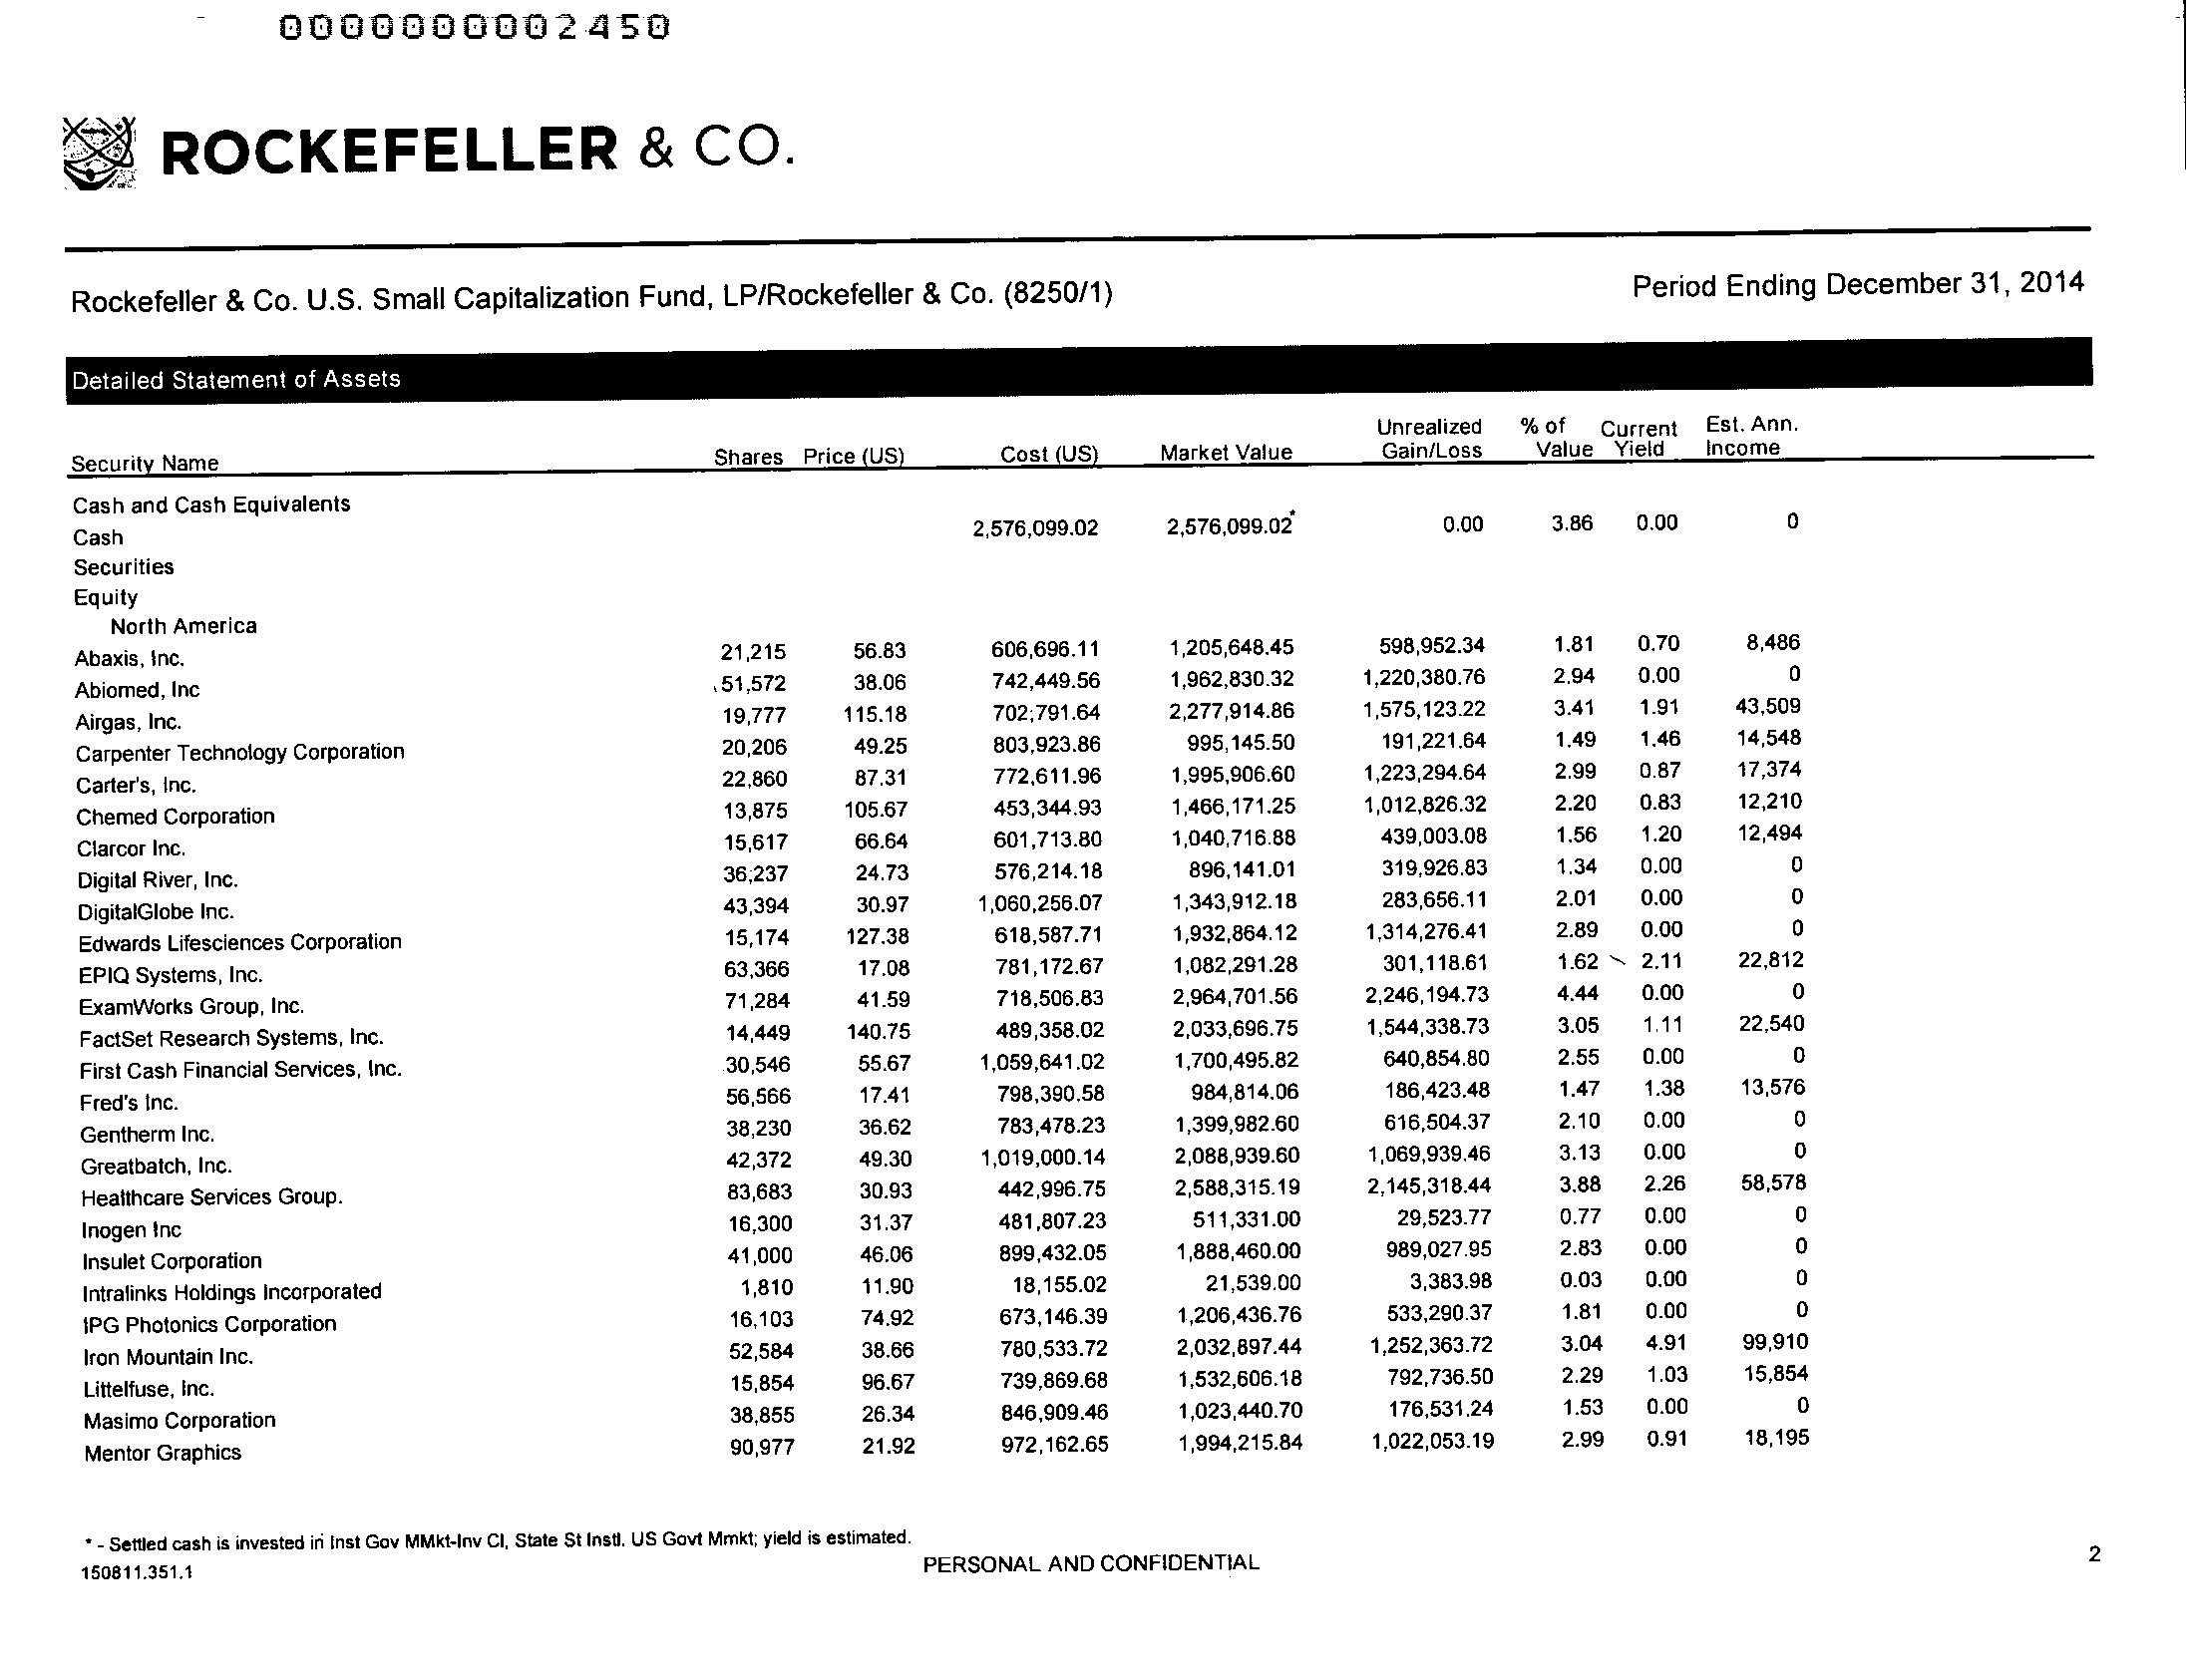 0000000002450
ROCKEFELLER & CO.
Rockefeller & Co. U.S. Small Capitalization Fund, LP/Rockefeller & Co. (8250/1) Period Ending December 31, 2014
Detailed Statement of Assets
Unrealized % of Current Est. Ann.
Security Name Shares Price (US) Cost (US) Market Value Gain/Loss Value Yield Income
Cash and Cash Equivalents
Cash 2,576,099.02 2,576,099.02* 0.00 3.86 0.00 0
Securities
Equity
North America
Abaxis, Inc. 21,215 56.83 606,696.11 1,205,648.45 598,952.34 1.81 0.70 8,486
Abiomed, Inc 51,572 38.06 742,449.56 1,962,830.32 1,220,380.76 2.94 0.00 0
Airgas, Inc. 19,777 115.18 702,791.64 2,277,914.86 1,575,123.22 3.41 1.91 43,509
Carpenter Technology Corporation 20,206 49.25 803,923.86 995,145.50 191,221.64 1.49 1.46 14,548
Carter's, Inc. 22,860 87.31 772,611.96 1,995,906.60 1,223,294.64 2.99 0.87 17,374
Chemed Corporation 13,875 105.67 453,344.93 1,466,171.25 1,012,826.32 2.20 0.83 12,210
Clarcor Inc. 15,617 66.64 601,713.80 1,040,716.88 439,003.08 1.56 1.20 12,494
Digital River, Inc. 36,237 24.73 576,214.18 896,141.01 319,926.83 1.34 0.00 0
DigitalGlobe Inc. 43,394 30.97 1,060,256.07 1,343,912.18 283,656.11 2.01 0.00 0
Edwards Lifesciences Corporation 15,174 127.38 618,587.71 1,932,864.12 1,314,276.41 2.89 0.00 0
EPIQ Systems, Inc. 63,366 17.08 781,172.67 1,082,291.28 301,118.61 1.62 2.11 22,812
ExamWorks Group, Inc. 71,284 41.59 718,506.83 2,964,701.56 2,246,194.73 4.44 0.00 0
FactSet Research Systems, Inc. 14,449 140.75 489,358.02 2,033,696.75 1,544,338.73 3.05 1.11 22,540
First Cash Financial Services, Inc. 30,546 55.67 1,059,641.02 1,700,495.82 640,854.80 2.55 0.00 0
Fred's Inc. 56,566 17.41 798,390.58 984,814.06 186,423.48 1.47 1.38 13,576
Gentherm Inc. 38,230 36.62 783,478.23 1,399,982.60 616,504.37 2.10 0.00 0
Greatbatch, Inc. 42,372 49.30 1,019,000.14 2,088,939.60 1,069,939.46 3.13 0.00 0
Healthcare Services Group. 83,683 30.93 442,996.75 2,588,315.19 2,145,318.44 3.88 2.26 58,578
Inogen Inc 16,300 31.37 481,807.23 511,331.00 29,523.77 0.77 0.00 0
Insulet Corporation 41,000 46.06 899,432.05 1,888,460.00 989,027.95 2.83 0.00 0
Intralinks Holdings Incorporated 1,810 11.90 18,155.02 21,539.00 3,383.98 0.03 0.00 0
IPG Photonics Corporation 16,103 74.92 673,146.39 1,206,436.76 533,290.37 1.81 0.00 0
Iron Mountain Inc. 52,584 38.66 780,533.72 2,032,897.44 1,252,363.72 3.04 4.91 99,910
Littelfuse, Inc. 15,854 96.67 739,869.68 1,532,606.18 792,736.50 2.29 1.03 15,854
Masimo Corporation 38,855 26.34 846,909.46 1,023,440.70 176,531.24 1.53 0.00 0
Mentor Graphics 90,977 21.92 972,162.65 1,994,215.84 1,022,053.19 2.99 0.91 18,195
* - Settled cash is invested in Inst Gov MMkt-Inv Cl, State St Instl. US Govt Mmkt; yield is estimated.
150811.351.1 PERSONAL AND CONFIDENTIAL 2